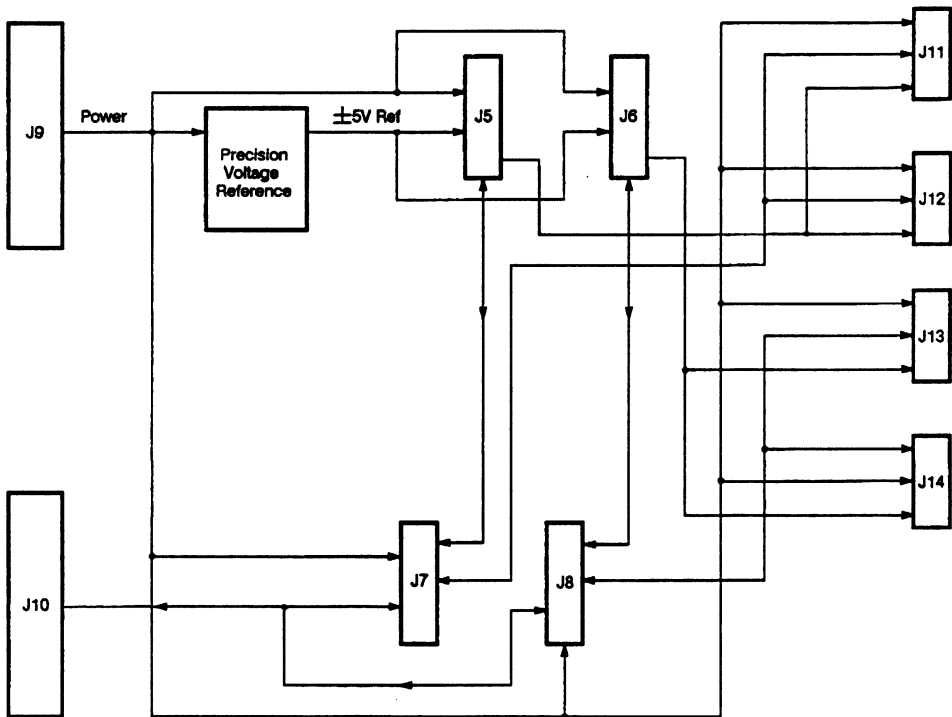 J9
Power
Precision
Voltage
Reference
±5V Ref
J5
J6
J11
J12
J13
J14
J10
J7
J8